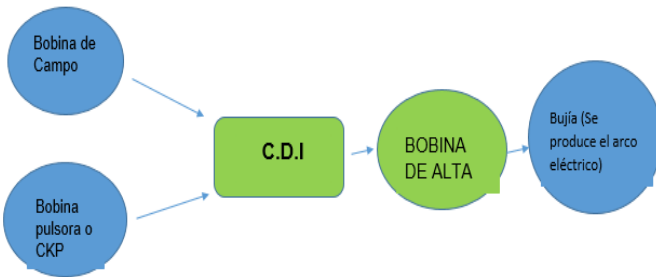 Bobina de
Campo
Bobina
pulsora o
CKP
C.D.I
BOBINA
DE ALTA
Bujía (Se
produce el arco
eléctrico)